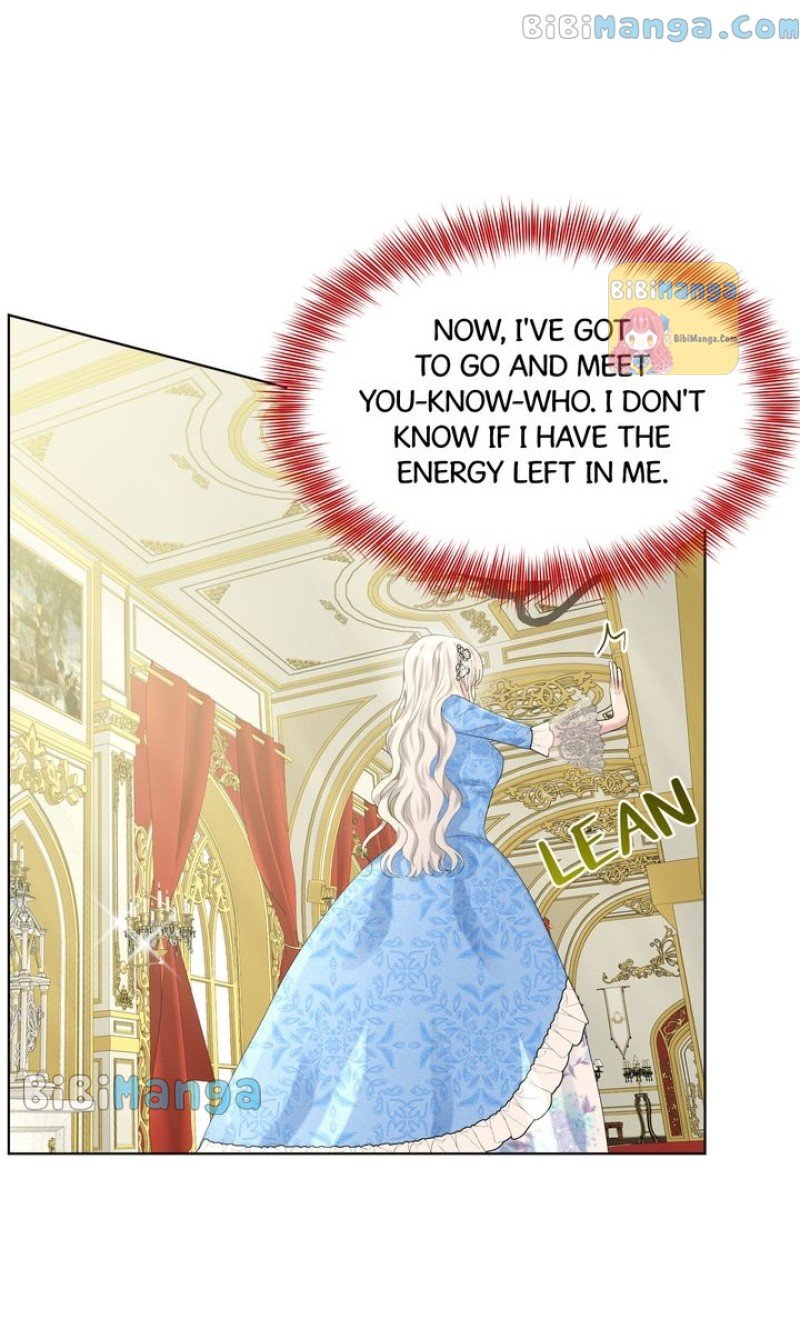 BiBiManga.Com
BiBiManga
BibiManga.Com
NOW, I'VE GOT
TO GO AND MEET
YOU-KNOW-WHO. I DON'T
KNOW IF I HAVE THE
ENERGY LEFT IN ME.
LEAN
BiBiManga